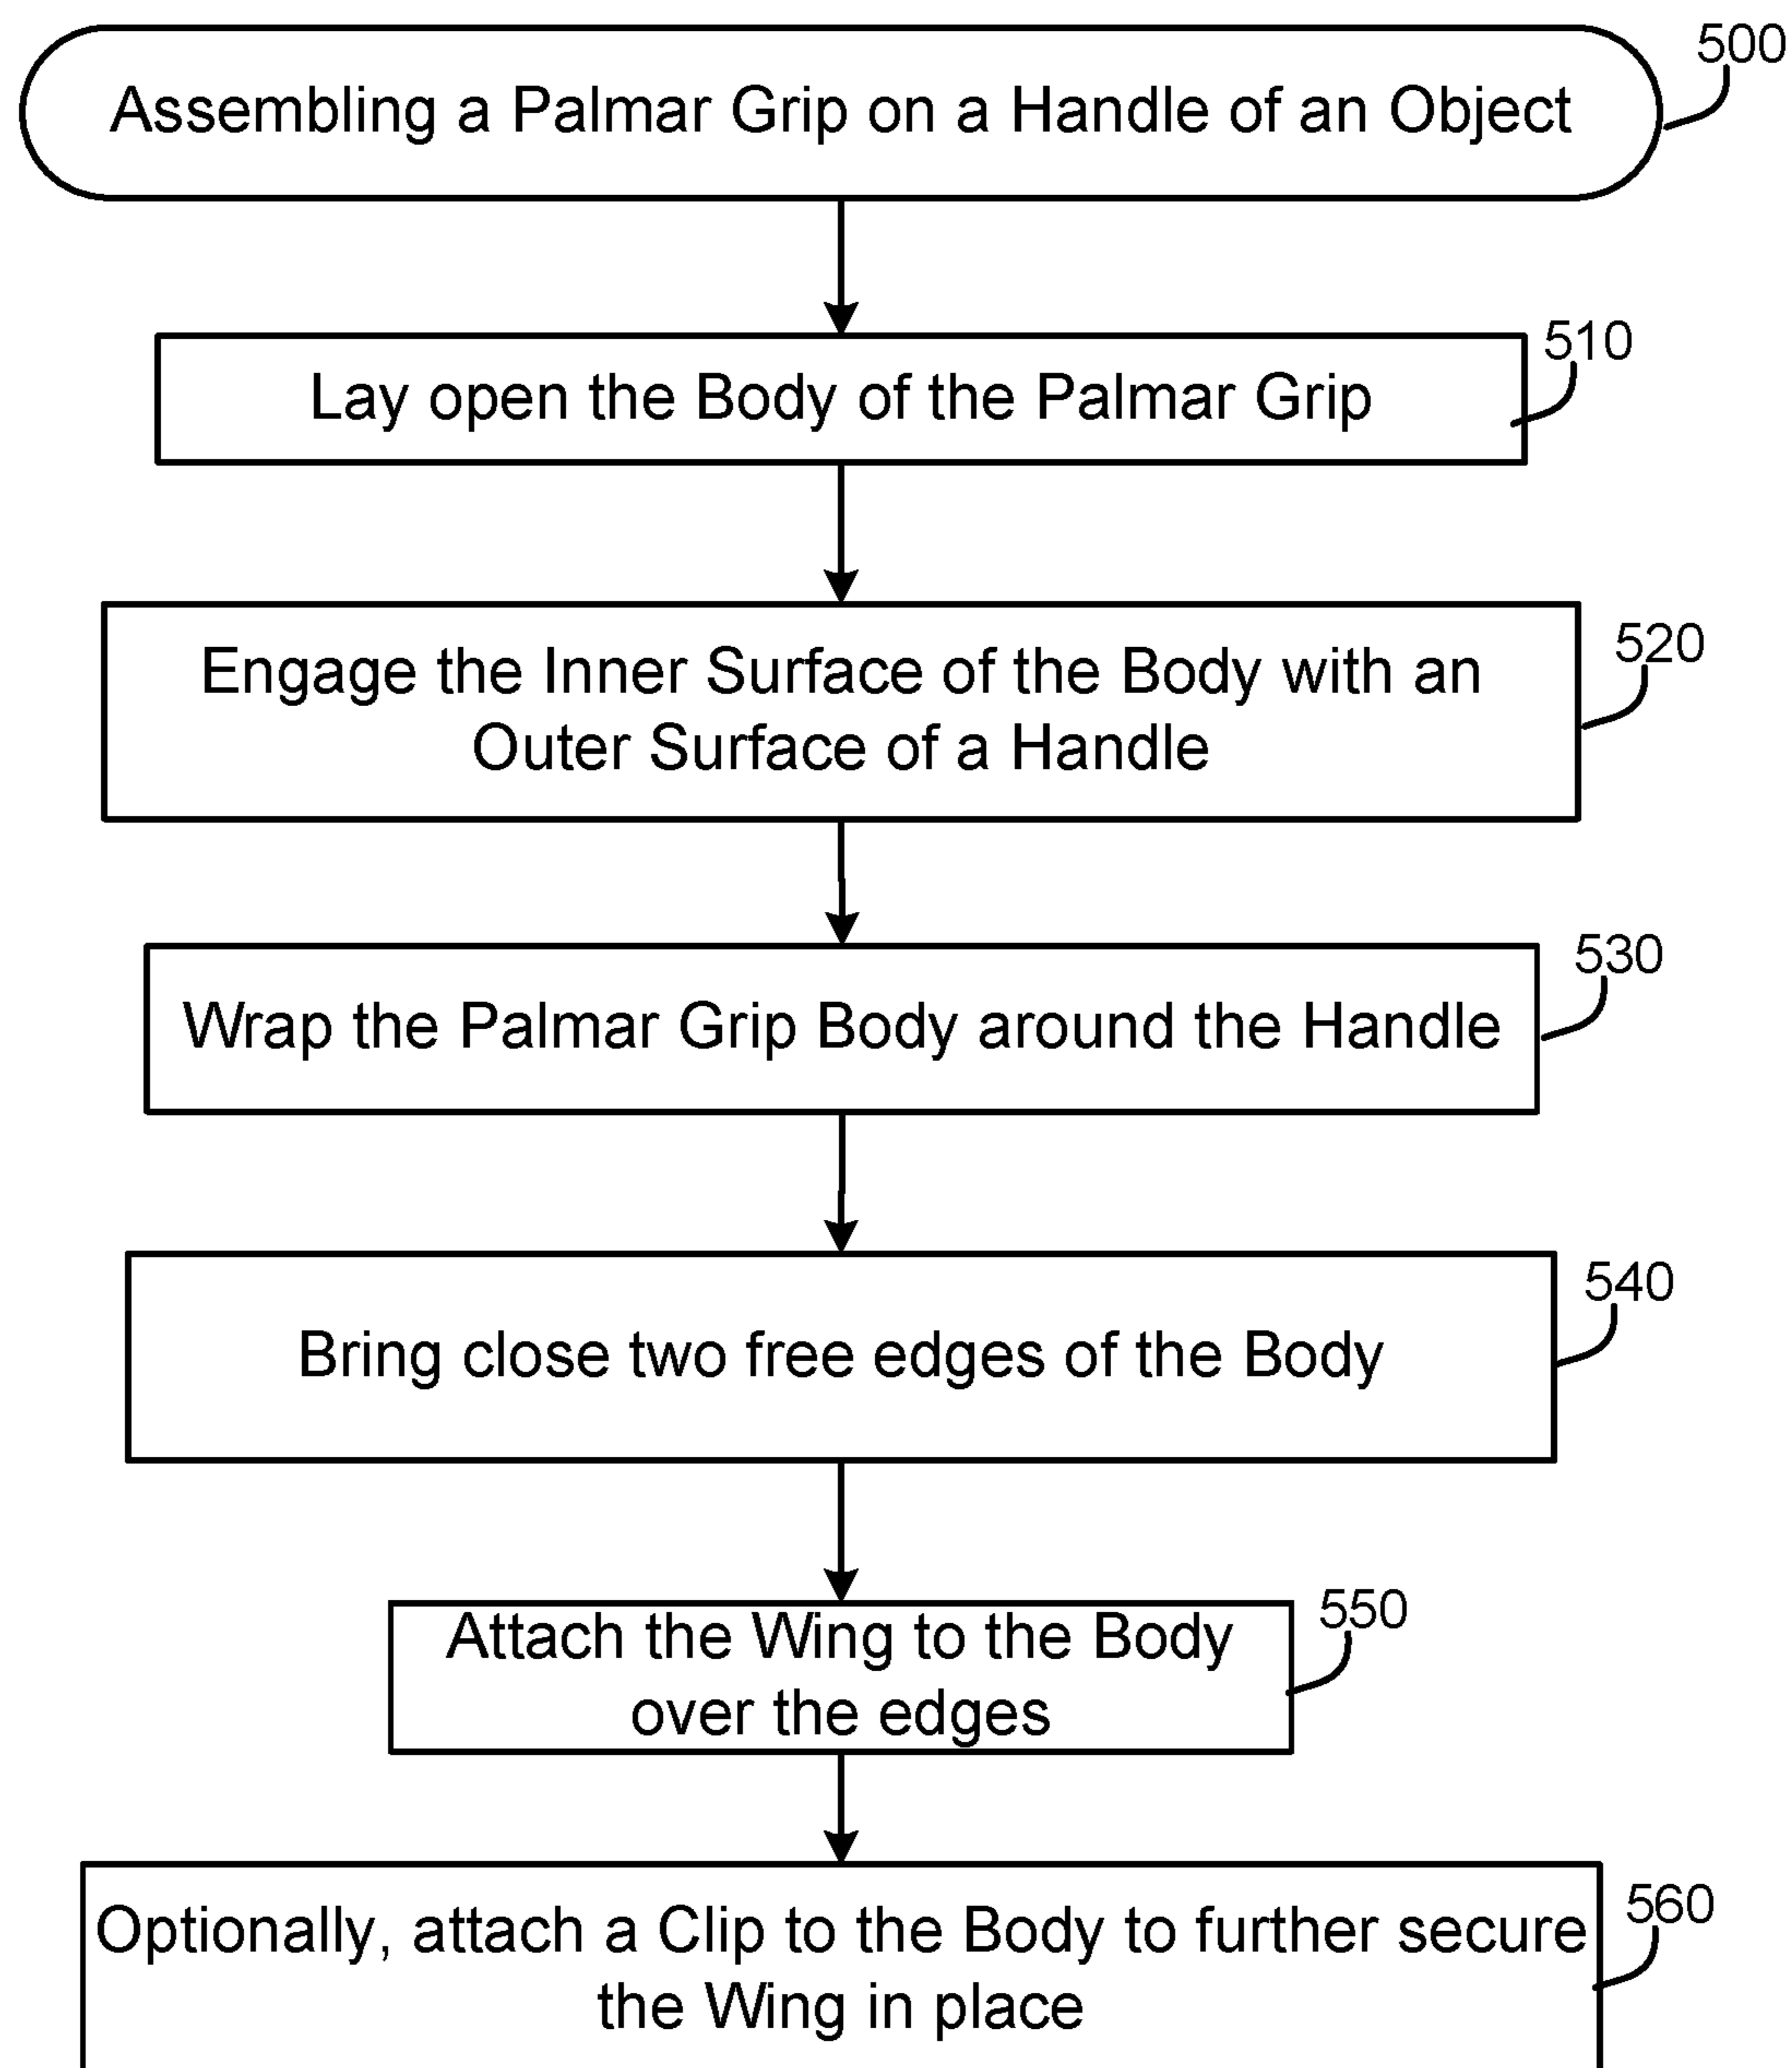 500
Assembling a Palmar Grip on a Handle of an Object
510
Lay open the Body of the Palmar Grip
520
Engage the Inner Surface of the Body with an
Outer Surface of a Handle
530
Wrap the Palmar Grip Body around the Handle
540
Bring close two free edges of the Body
550
Attach the Wing to the Body
over the edges
560
Optionally, attach a Clip to the Body to further secure
the Wing in place